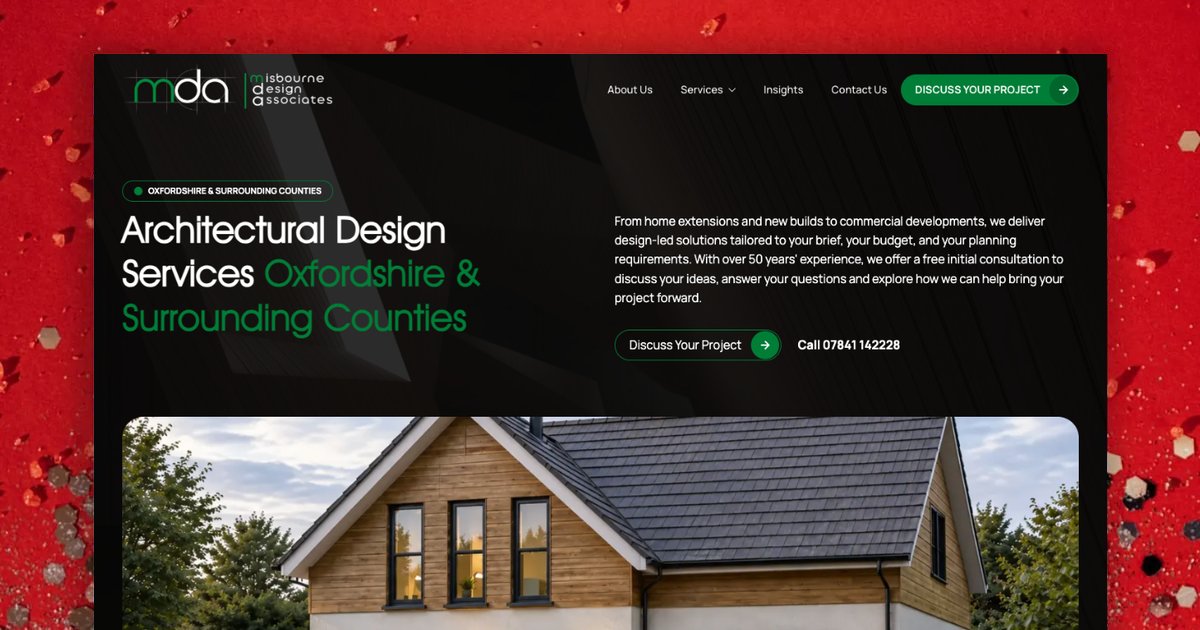 mda
misbourne
design
associates
About Us
Services
Insights
Contact Us
DISCUSS YOUR PROJECT
OXFORDSHIRE & SURROUNDING COUNTIES
Architectural Design
Services Oxfordshire &
Surrounding Counties
From home extensions and new builds to commercial developments, we deliver
design-led solutions tailored to your brief, your budget, and your planning
requirements. With over 50 years' experience, we offer a free initial consultation to
discuss your ideas, answer your questions and explore how we can help bring your
project forward.
Discuss Your Project
Call 07841 142228